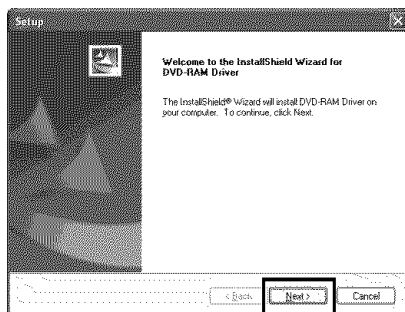 Setup
Welcome to the InstallShield Wizard for
DVD-RAM Driver
The InstallShield® Wizard will install DVD-RAM Driver on
your computer. To continue, click Next.
< Back
Next >
Cancel